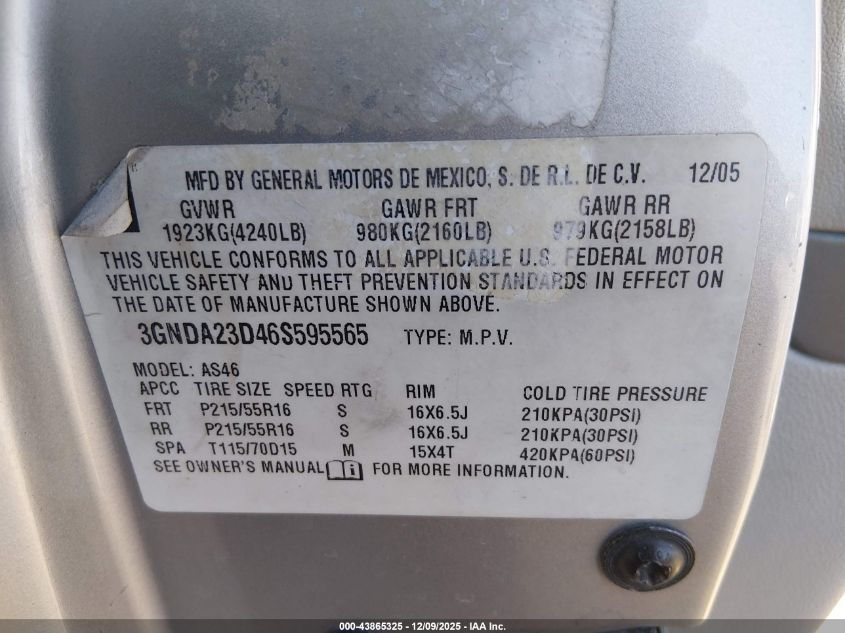 MFD BY GENERAL MOTORS DE MEXICO, S. DE R.L. DE C.V. 12/05
GVWR GAWR FRT GAWR RR
1923KG(4240LB) 980KG(2160LB) 979KG(2158LB)
THIS VEHICLE CONFORMS TO ALL APPLICABLE U.S. FEDERAL MOTOR
VEHICLE SAFETY AND THEFT PREVENTION STANDARDS IN EFFECT ON
THE DATE OF MANUFACTURE SHOWN ABOVE.
3GNDA23D46S595565 TYPE: M.P.V.
MODEL: AS46
APCC TIRE SIZE SPEED RTG RIM COLD TIRE PRESSURE
FRT P215/55R16 S 16X6.5J 210KPA(30PSI)
RR P215/55R16 S 16X6.5J 210KPA(30PSI)
SPA T115/70D15 M 15X4T 420KPA(60PSI)
SEE OWNER'S MANUAL i FOR MORE INFORMATION.
000-43865325 - 12/09/2025 - IAA Inc.